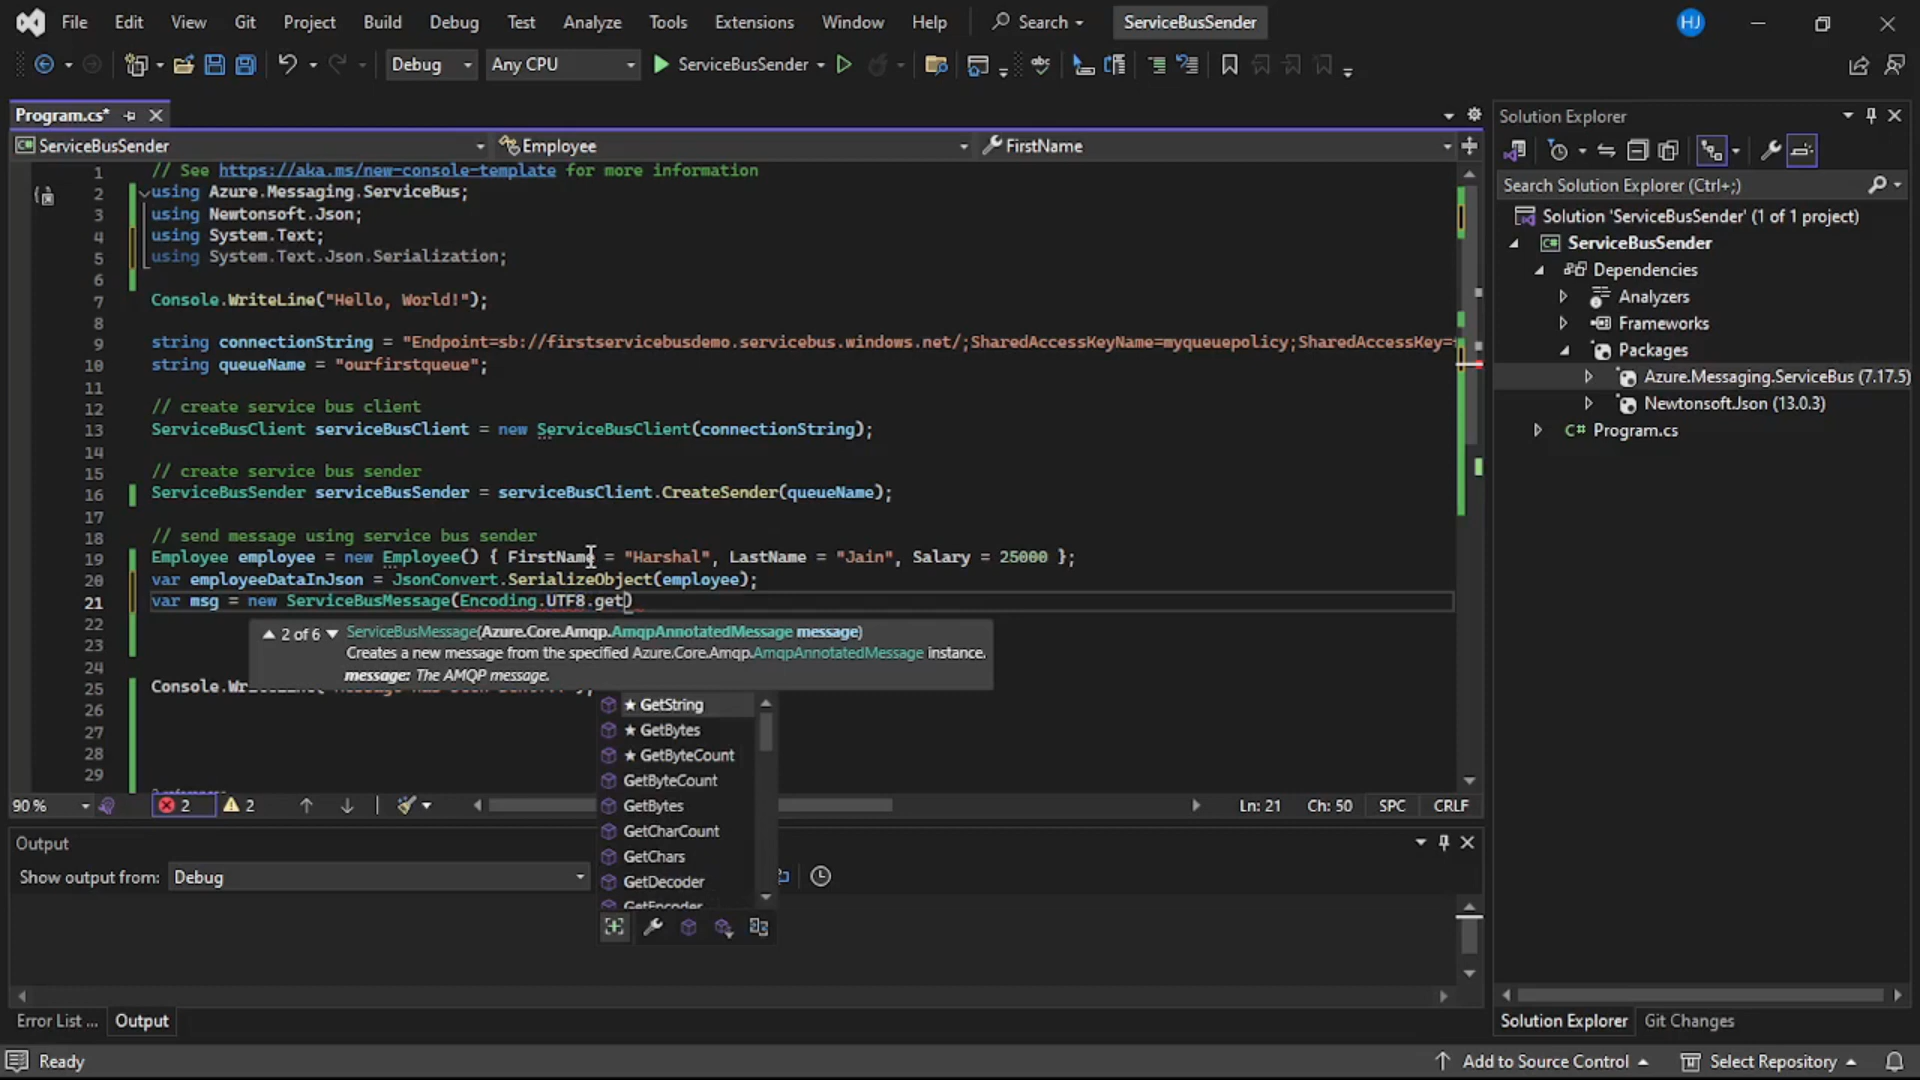 File Edit View Git Project Build Debug Test Analyze Tools Extensions Window Help Search ServiceBusSender HJ
Debug Any CPU ServiceBusSender
Program.cs*
ServiceBusSender Employee FirstName
1 // See https://aka.ms/new-console-template for more information
2 using Azure.Messaging.ServiceBus;
3 using Newtonsoft.Json;
4 using System.Text;
5 using System.Text.Json.Serialization;
6
7 Console.WriteLine("Hello, World!");
8
9 string connectionString = "Endpoint=sb://firstservicebusdemo.servicebus.windows.net/;SharedAccessKeyName=myqueuepolicy;SharedAccessKey=
10 string queueName = "ourfirstqueue";
11
12 // create service bus client
13 ServiceBusClient serviceBusClient = new ServiceBusClient(connectionString);
14
15 // create service bus sender
16 ServiceBusSender serviceBusSender = serviceBusClient.CreateSender(queueName);
17
18 // send message using service bus sender
19 Employee employee = new Employee() { FirstName = "Harshal", LastName = "Jain", Salary = 25000 };
20 var employeeDataInJson = JsonConvert.SerializeObject(employee);
21 var msg = new ServiceBusMessage(Encoding.UTF8.get)
22
23
24
25 Console.Wr
26
27
28
29
2 of 6 ServiceBusMessage(Azure.Core.Amqp.AmqpAnnotatedMessage message)
Creates a new message from the specified Azure.Core.Amqp.AmqpAnnotatedMessage instance.
message: The AMQP message.
★ GetString
★ GetBytes
★ GetByteCount
GetByteCount
GetBytes
GetCharCount
GetChars
GetDecoder
GetEncoder
90 % 2 2 Ln: 21 Ch: 50 SPC CRLF
Output
Show output from: Debug
Error List ... Output
Solution Explorer
Search Solution Explorer (Ctrl+;)
Solution 'ServiceBusSender' (1 of 1 project)
ServiceBusSender
Dependencies
Analyzers
Frameworks
Packages
Azure.Messaging.ServiceBus (7.17.5)
Newtonsoft.Json (13.0.3)
C# Program.cs
Solution Explorer Git Changes
Ready Add to Source Control Select Repository